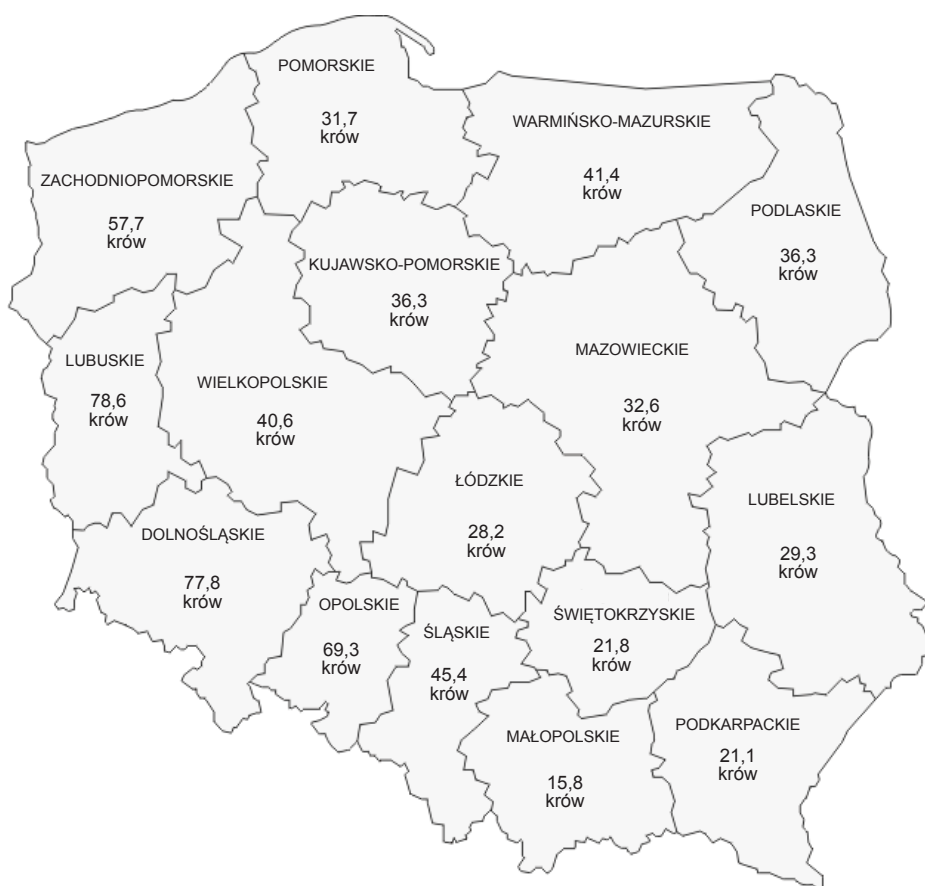 POMORSKIE
31,7
krów
WARMIŃSKO-MAZURSKIE
41,4
krów
ZACHODNIOPOMORSKIE
57,7
krów
PODLASKIE
36,3
krów
KUJAWSKO-POMORSKIE
36,3
krów
LUBUSKIE
78,6
krów
WIELKOPOLSKIE
40,6
krów
MAZOWIECKIE
32,6
krów
ŁÓDZKIE
28,2
krów
LUBELSKIE
29,3
krów
DOLNOŚLĄSKIE
77,8
krów
OPOLSKIE
69,3
krów
ŚLĄSKIE
45,4
krów
ŚWIĘTOKRZYSKIE
21,8
krów
MAŁOPOLSKIE
15,8
krów
PODKARPACKIE
21,1
krów